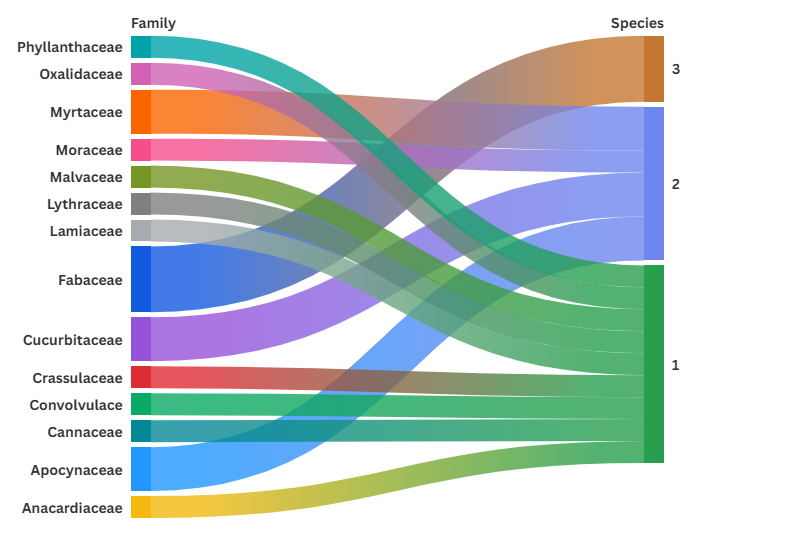 Family
Species
Phyllanthaceae
Oxalidaceae
Myrtaceae
Moraceae
Malvaceae
Lythraceae
Lamiaceae
Fabaceae
Cucurbitaceae
Crassulaceae
Convolvulace
Cannaceae
Apocynaceae
Anacardiaceae
3
2
1